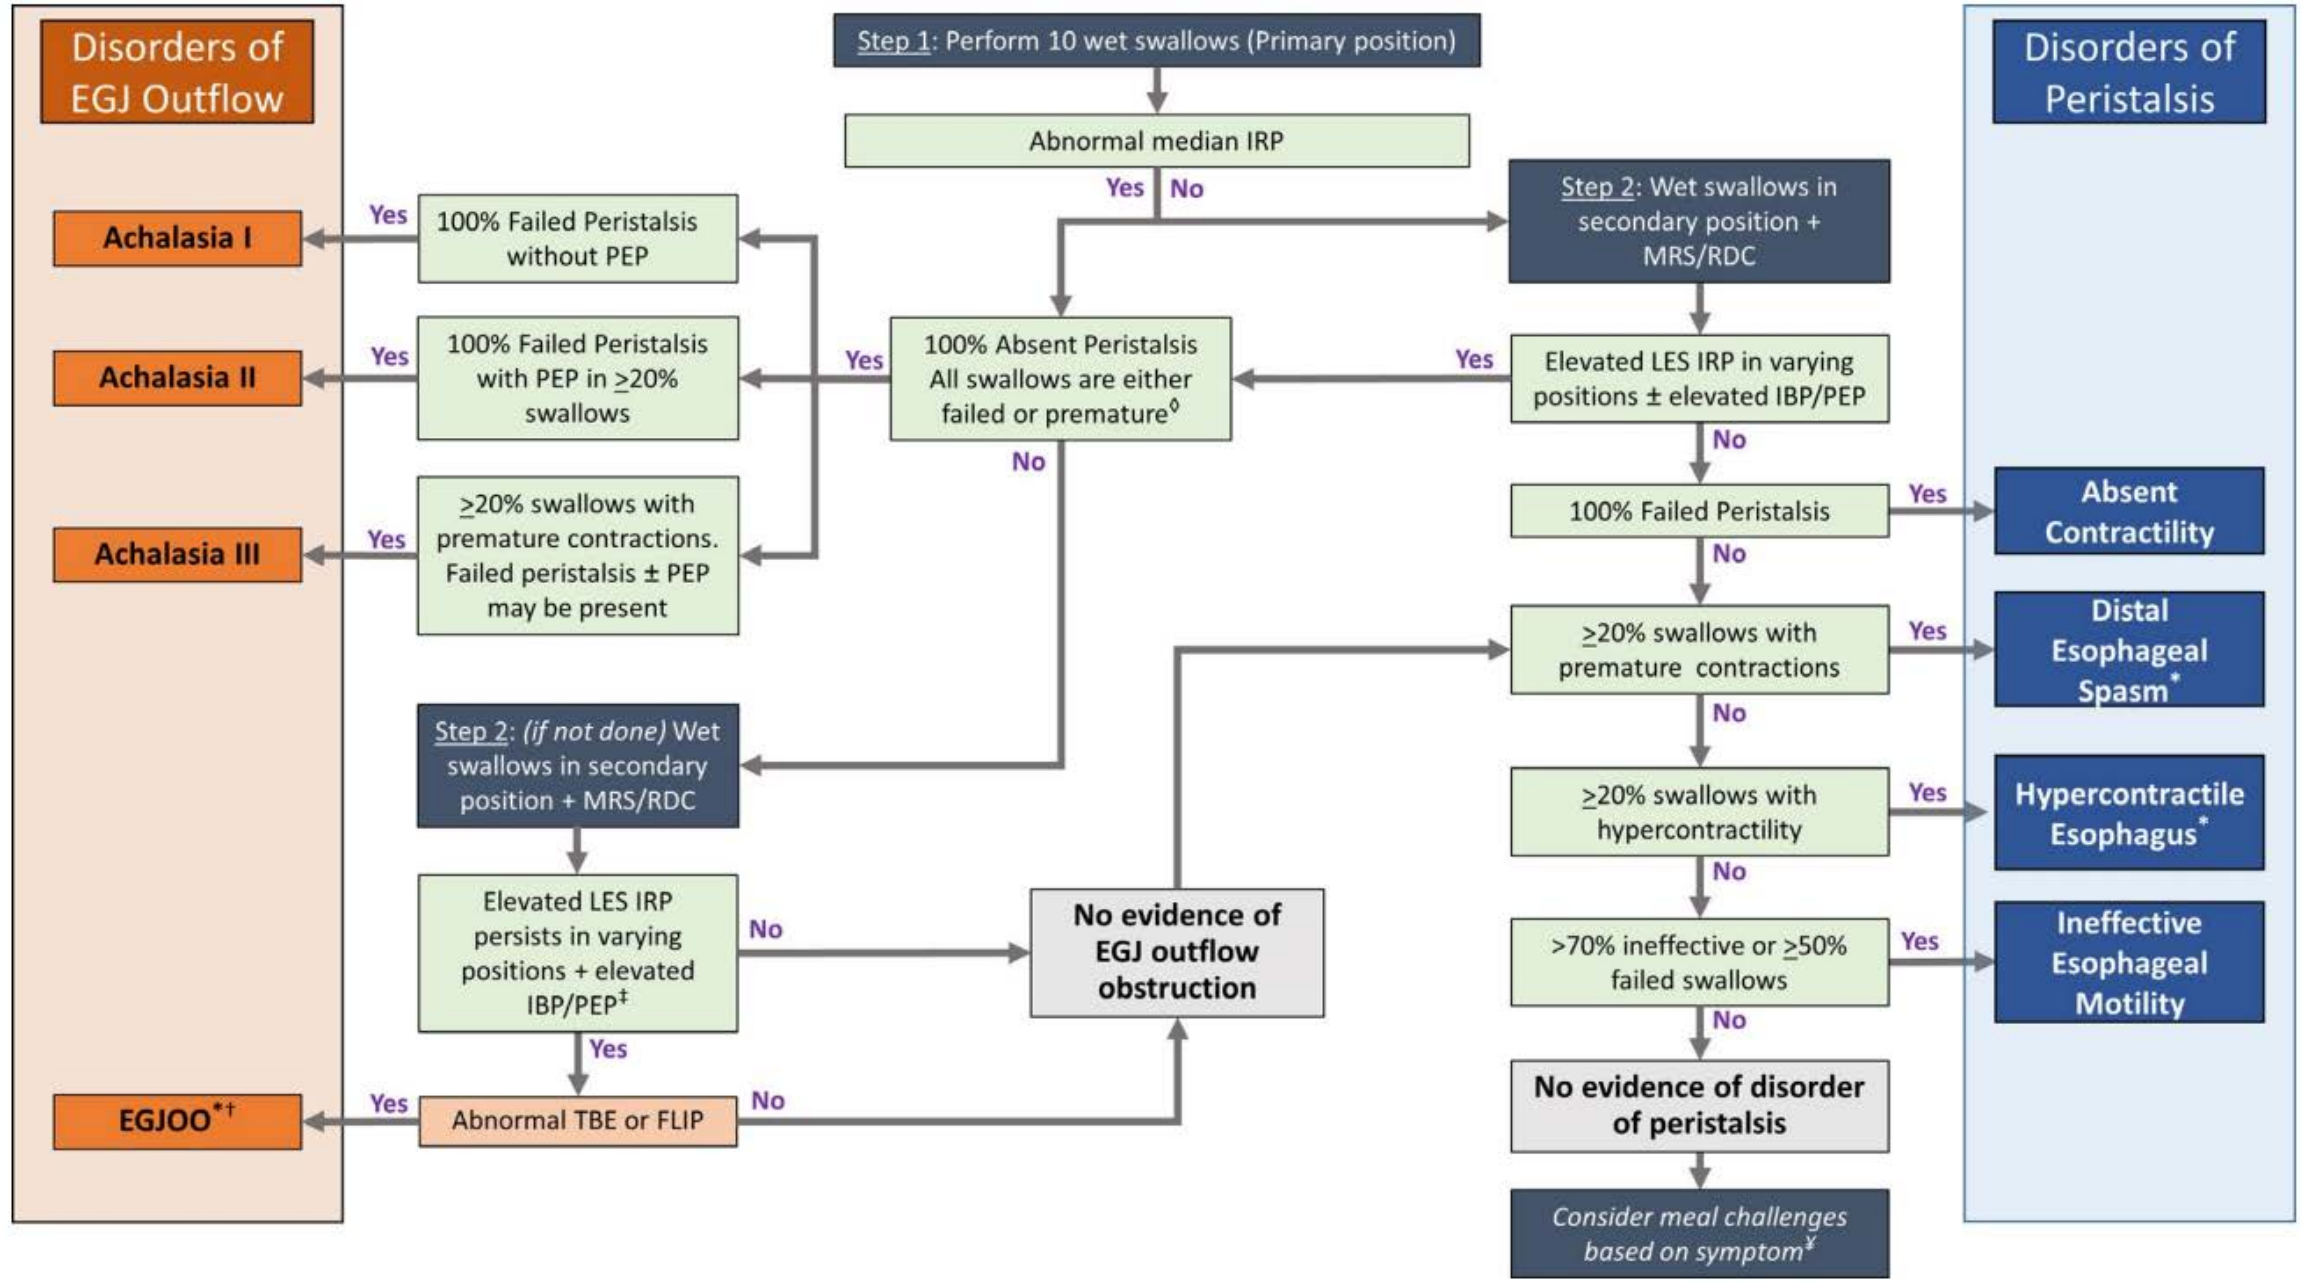 Disorders of
EGJ Outflow
Step 1: Perform 10 wet swallows (Primary position)
Disorders of
Peristalsis
Abnormal median IRP
Yes
No
Step 2: Wet swallows in
secondary position +
MRS/RDC
Achalasia I
Yes
100% Failed Peristalsis
without PEP
Achalasia II
Yes
100% Failed Peristalsis
with PEP in ≥20%
swallows
Yes
100% Absent Peristalsis
All swallows are either
failed or premature◊
Yes
Elevated LES IRP in varying
positions ± elevated IBP/PEP
No
No
Achalasia III
Yes
≥20% swallows with
premature contractions.
Failed peristalsis ± PEP
may be present
100% Failed Peristalsis
Yes
Absent
Contractility
No
≥20% swallows with
premature contractions
Yes
Distal
Esophageal
Spasm*
No
Step 2: (if not done) Wet
swallows in secondary
position + MRS/RDC
≥20% swallows with
hypercontractility
Yes
Hypercontractile
Esophagus*
No
Elevated LES IRP
persists in varying
positions + elevated
IBP/PEP‡
No
No evidence of
EGJ outflow
obstruction
>70% ineffective or ≥50%
failed swallows
Yes
Ineffective
Esophageal
Motility
No
Yes
EGJOO*†
Yes
Abnormal TBE or FLIP
No
No evidence of disorder
of peristalsis
Consider meal challenges
based on symptom¥